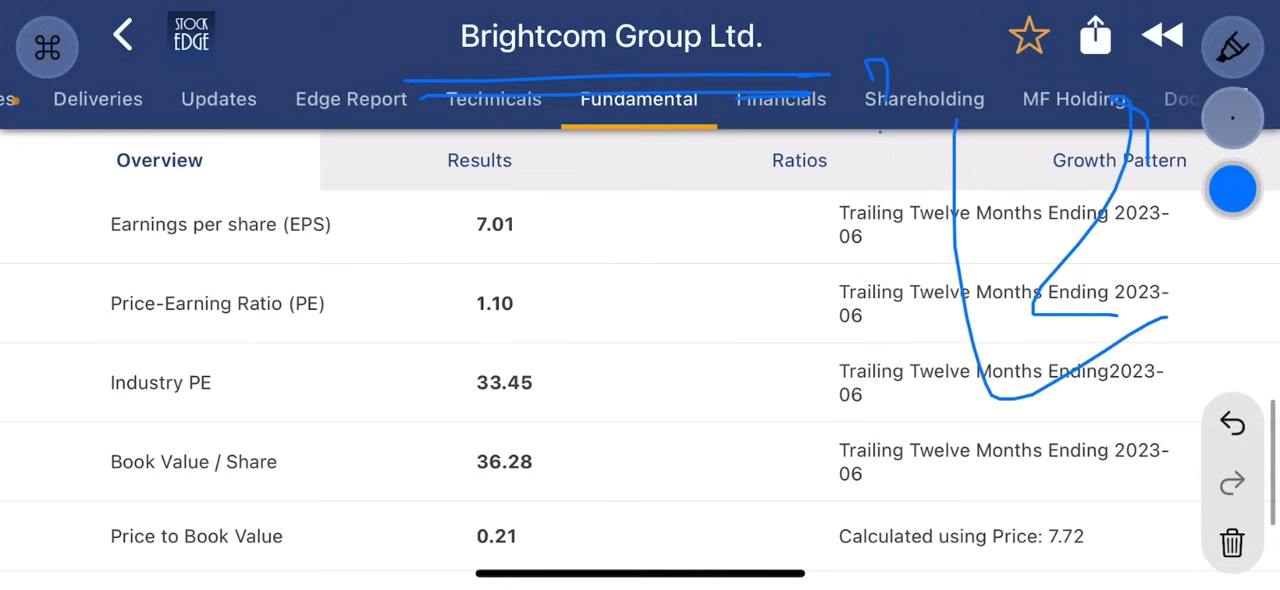 STOCK
EDGE
Brightcom Group Ltd.
Deliveries Updates Edge Report Technicals Fundamental Financials Shareholding MF Holding
Overview Results Ratios Growth Pattern
Earnings per share (EPS) 7.01 Trailing Twelve Months Ending 2023-
06
Price-Earning Ratio (PE) 1.10 Trailing Twelve Months Ending 2023-
06
Industry PE 33.45 Trailing Twelve Months Ending2023-
06
Book Value / Share 36.28 Trailing Twelve Months Ending 2023-
06
Price to Book Value 0.21 Calculated using Price: 7.72